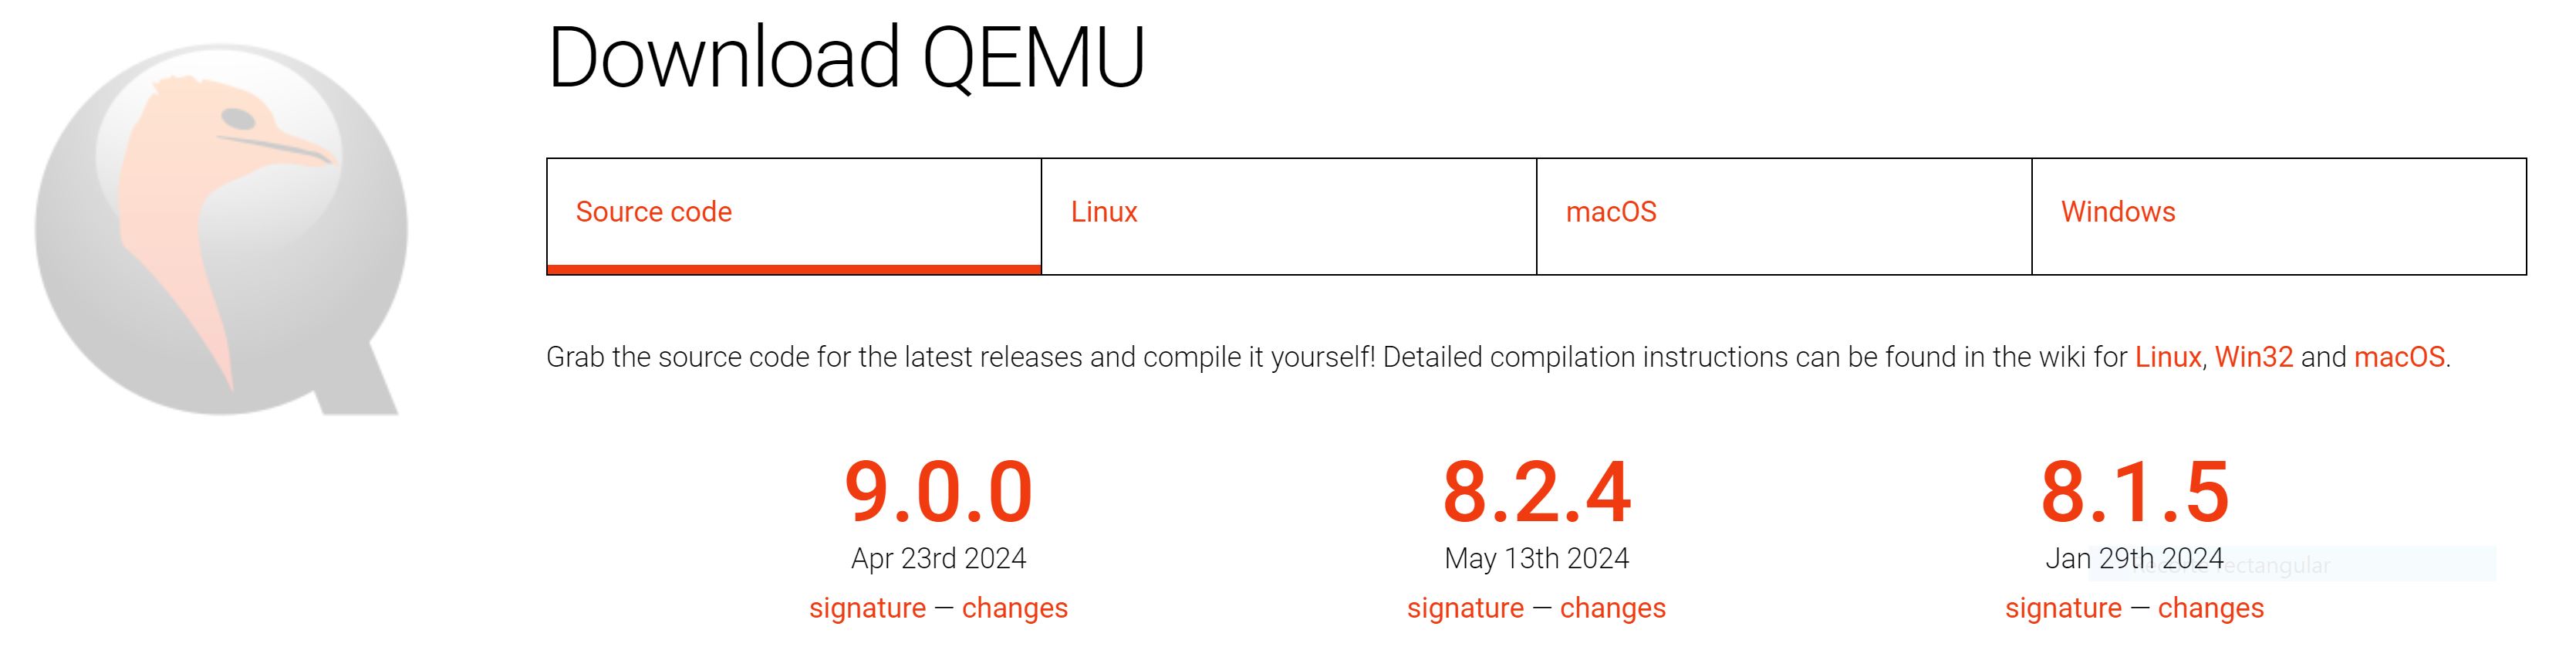 Download QEMU
Source code
Linux
macOS
Windows
Grab the source code for the latest releases and compile it yourself! Detailed compilation instructions can be found in the wiki for Linux, Win32 and macOS.
9.0.0
8.2.4
8.1.5
Apr 23rd 2024
May 13th 2024
Jan 29th 2024
rectangular
signature — changes
signature — changes
signature — changes